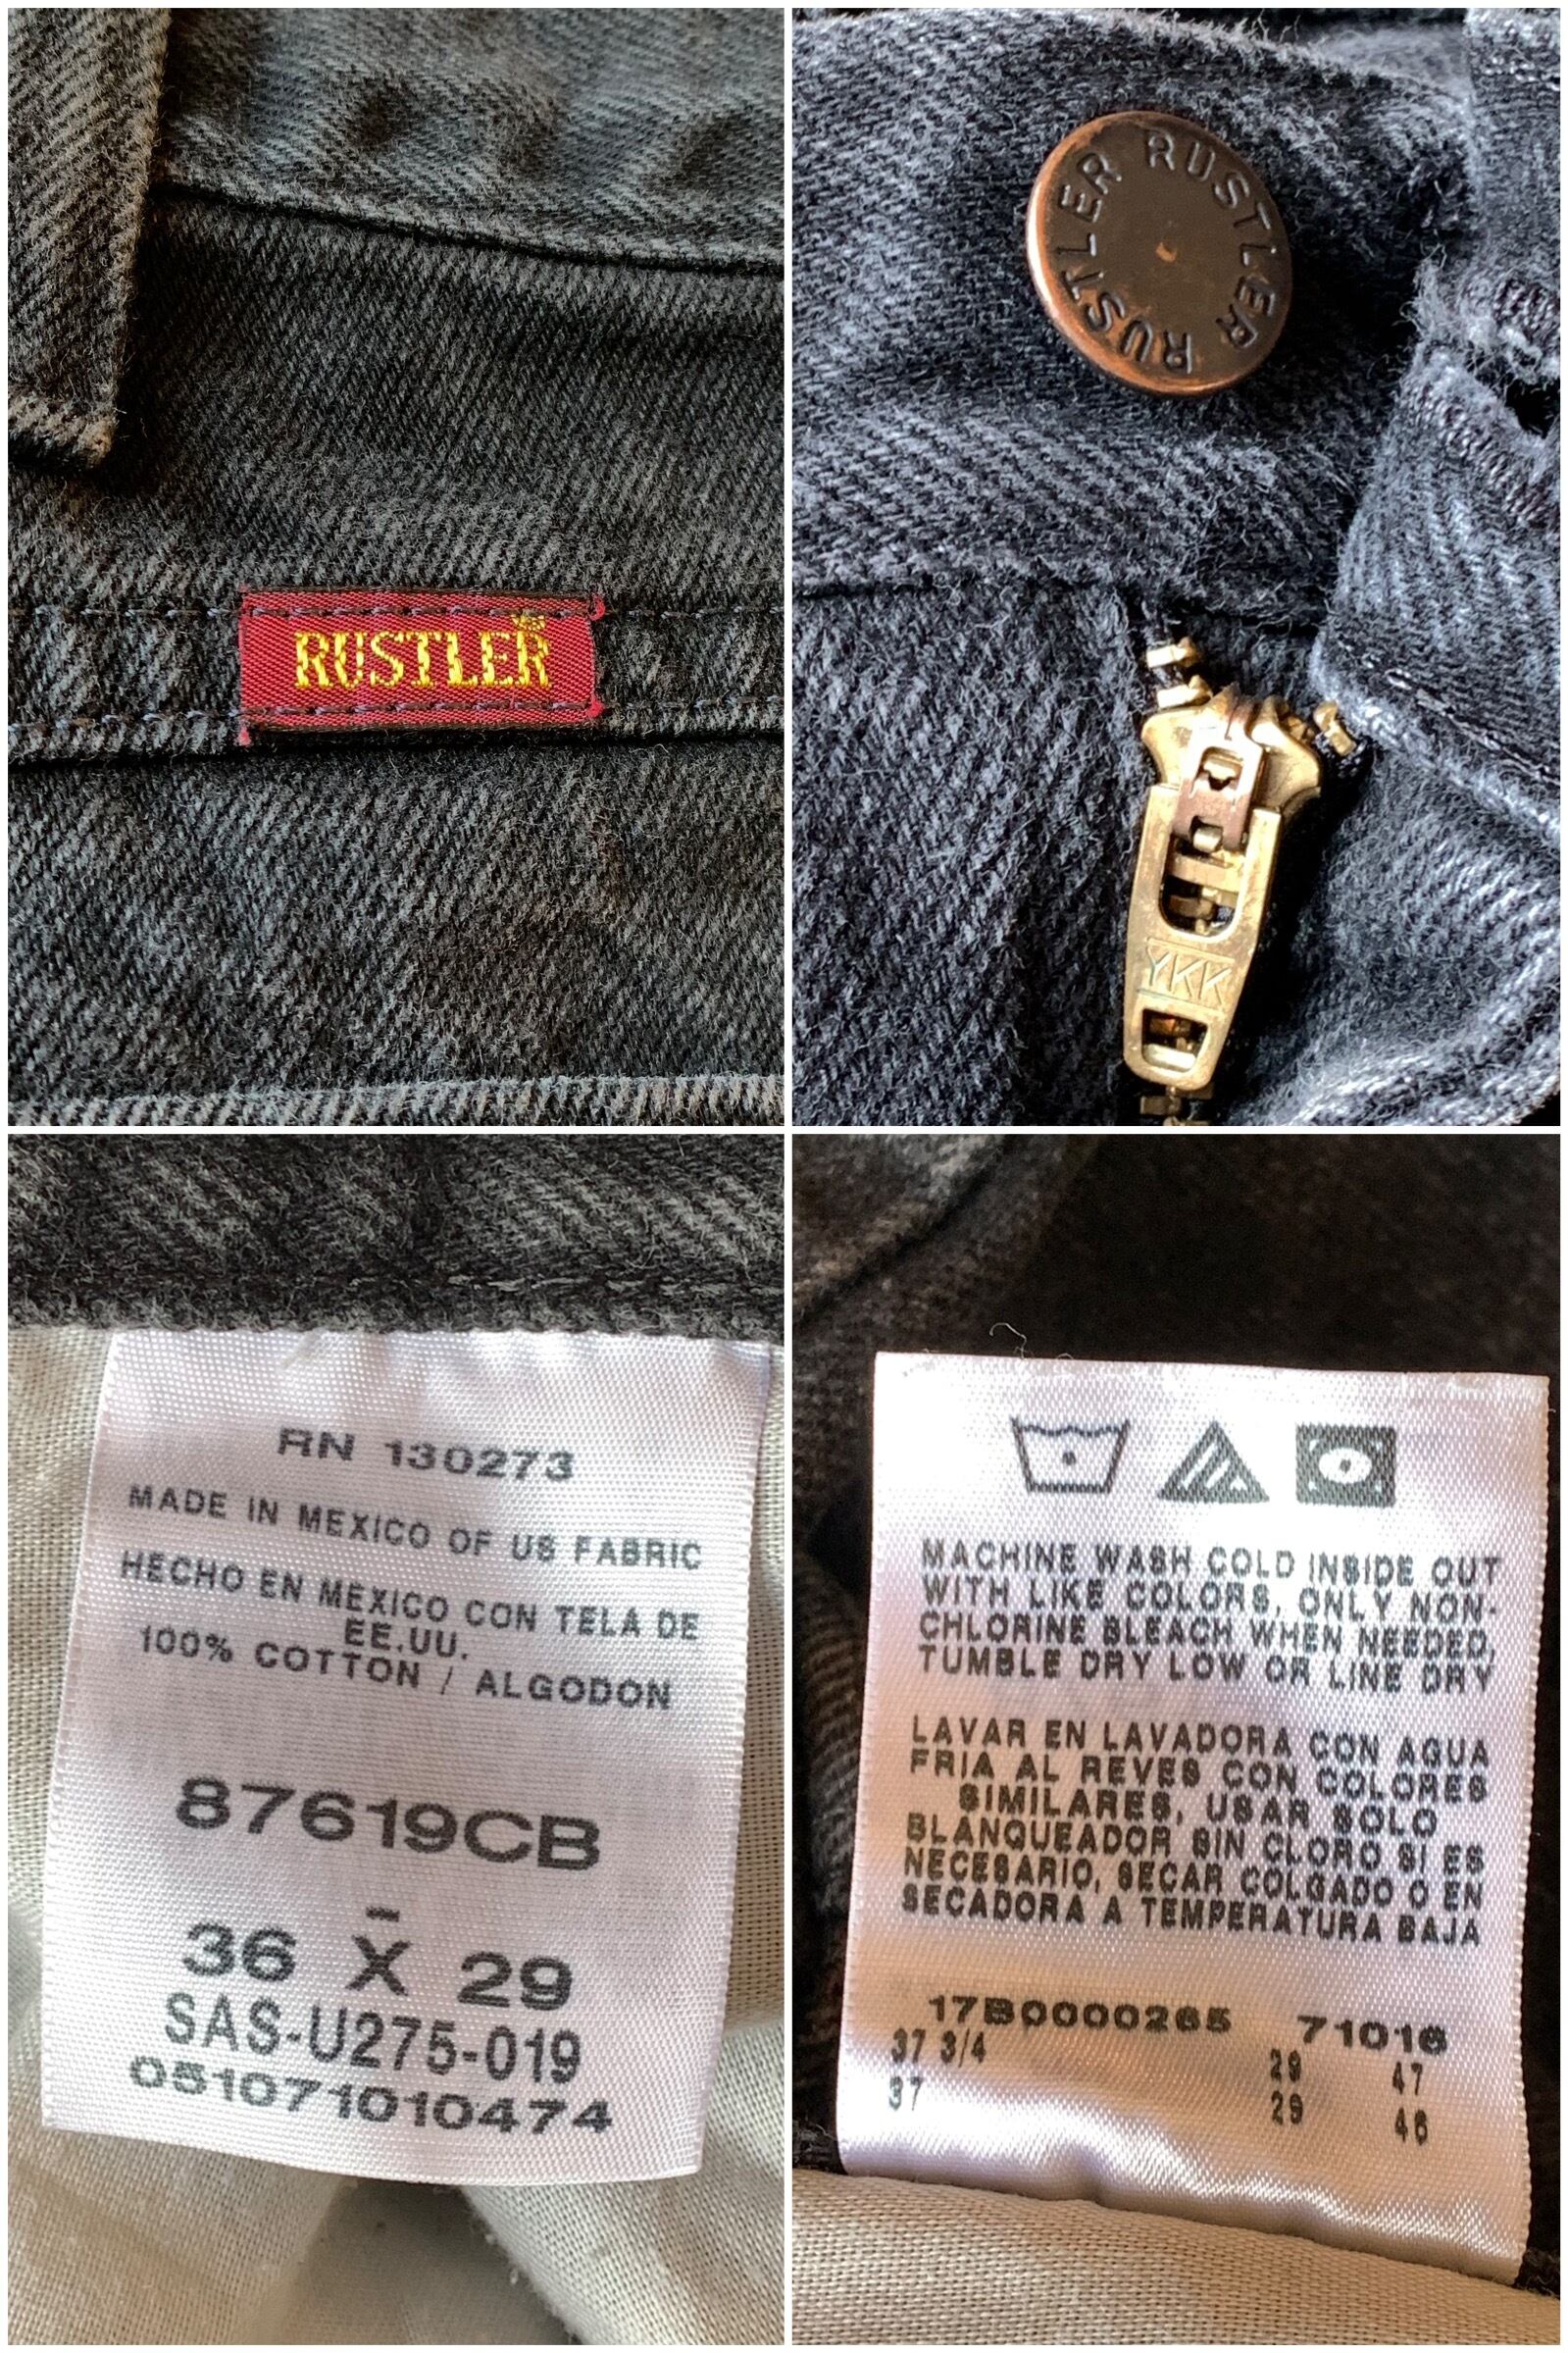 RUSTLER
RUSTLER RUSTLER
YKK
RN 130273
MADE IN MEXICO OF US FABRIC
HECHO EN MEXICO CON TELA DE
EE.UU.
100% COTTON / ALGODON
87619CB
-
36 X 29
SAS-U275-019
051071010474
MACHINE WASH COLD INSIDE OUT
WITH LIKE COLORS, ONLY NON-
CHLORINE BLEACH WHEN NEEDED,
TUMBLE DRY LOW OR LINE DRY
LAVAR EN LAVADORA CON AGUA
FRIA AL REVES CON COLORES
SIMILARES, USAR SOLO
BLANQUEADOR SIN CLORO SI ES
NECESARIO, SECAR COLGADO O EN
SECADORA A TEMPERATURA BAJA
17B0000265 71016
37 3/4 29 47
37 29 46